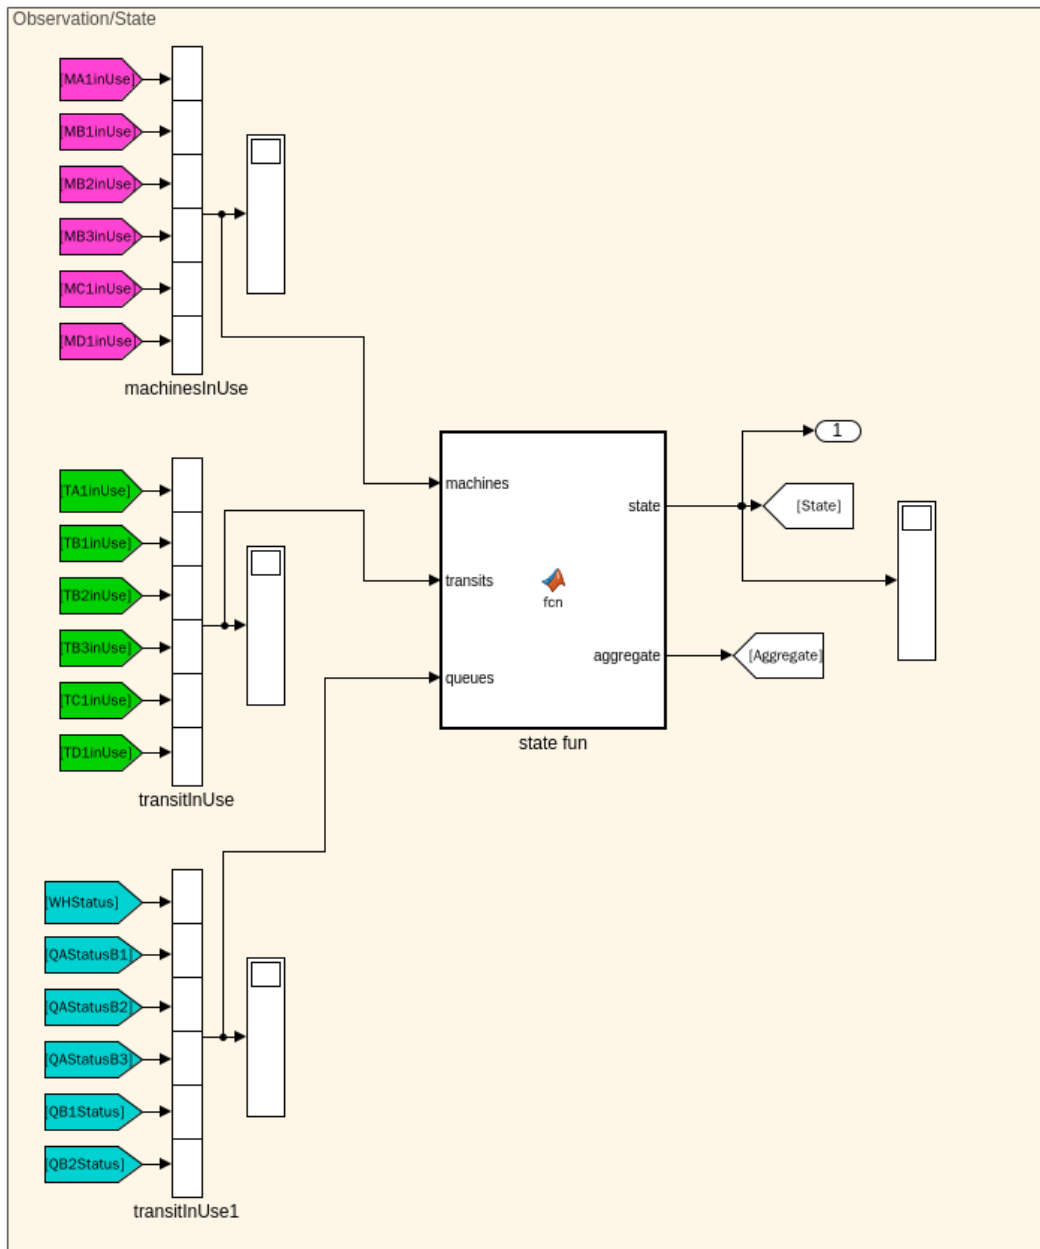 Observation/State
[MA1inUse]
[MB1inUse]
[MB2inUse]
[MB3inUse]
[MC1inUse]
[MD1inUse]
machinesInUse
[TA1inUse]
[TB1inUse]
[TB2inUse]
[TB3inUse]
[TC1inUse]
[TD1inUse]
transitInUse
[WHStatus]
[QAStatusB1]
[QAStatusB2]
[QAStatusB3]
[QB1Status]
[QB2Status]
transitInUse1
machines
transits
queues
fcn
state
aggregate
state fun
1
[State]
[Aggregate]